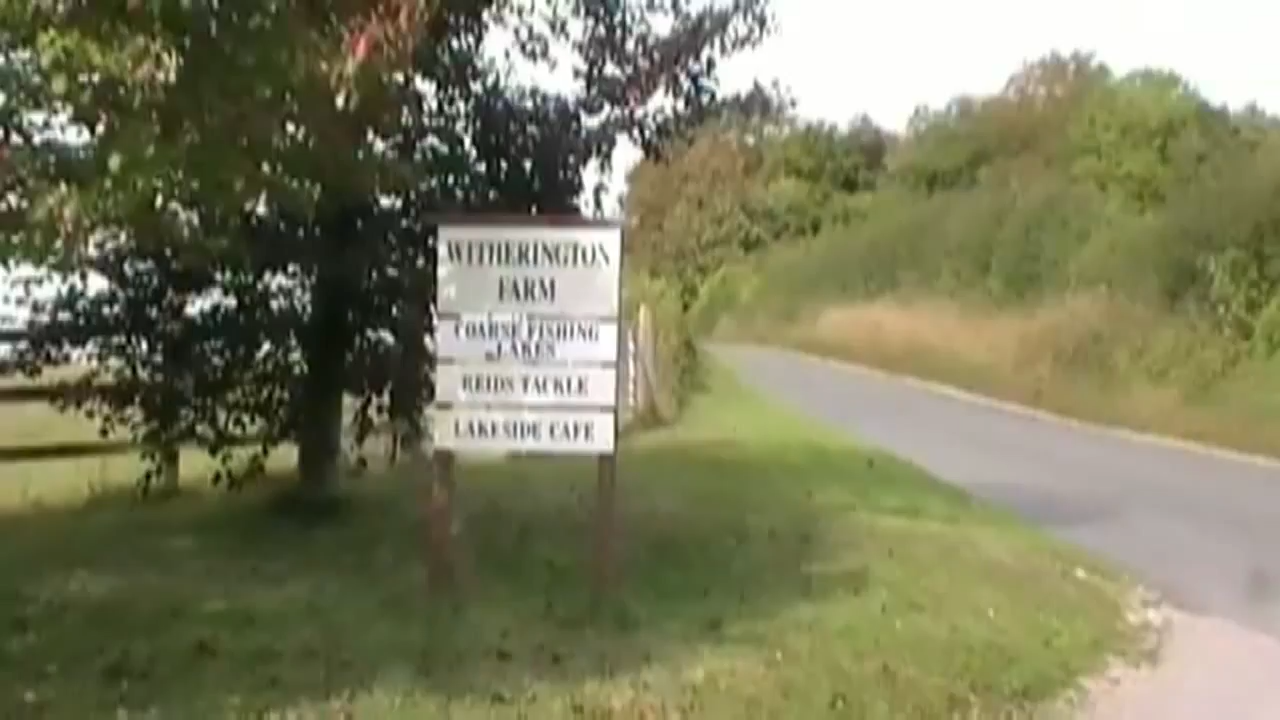 WITHERINGTON
FARM
COARSE FISHING
LAKES
REIDS TACKLE
LAKESIDE CAFE